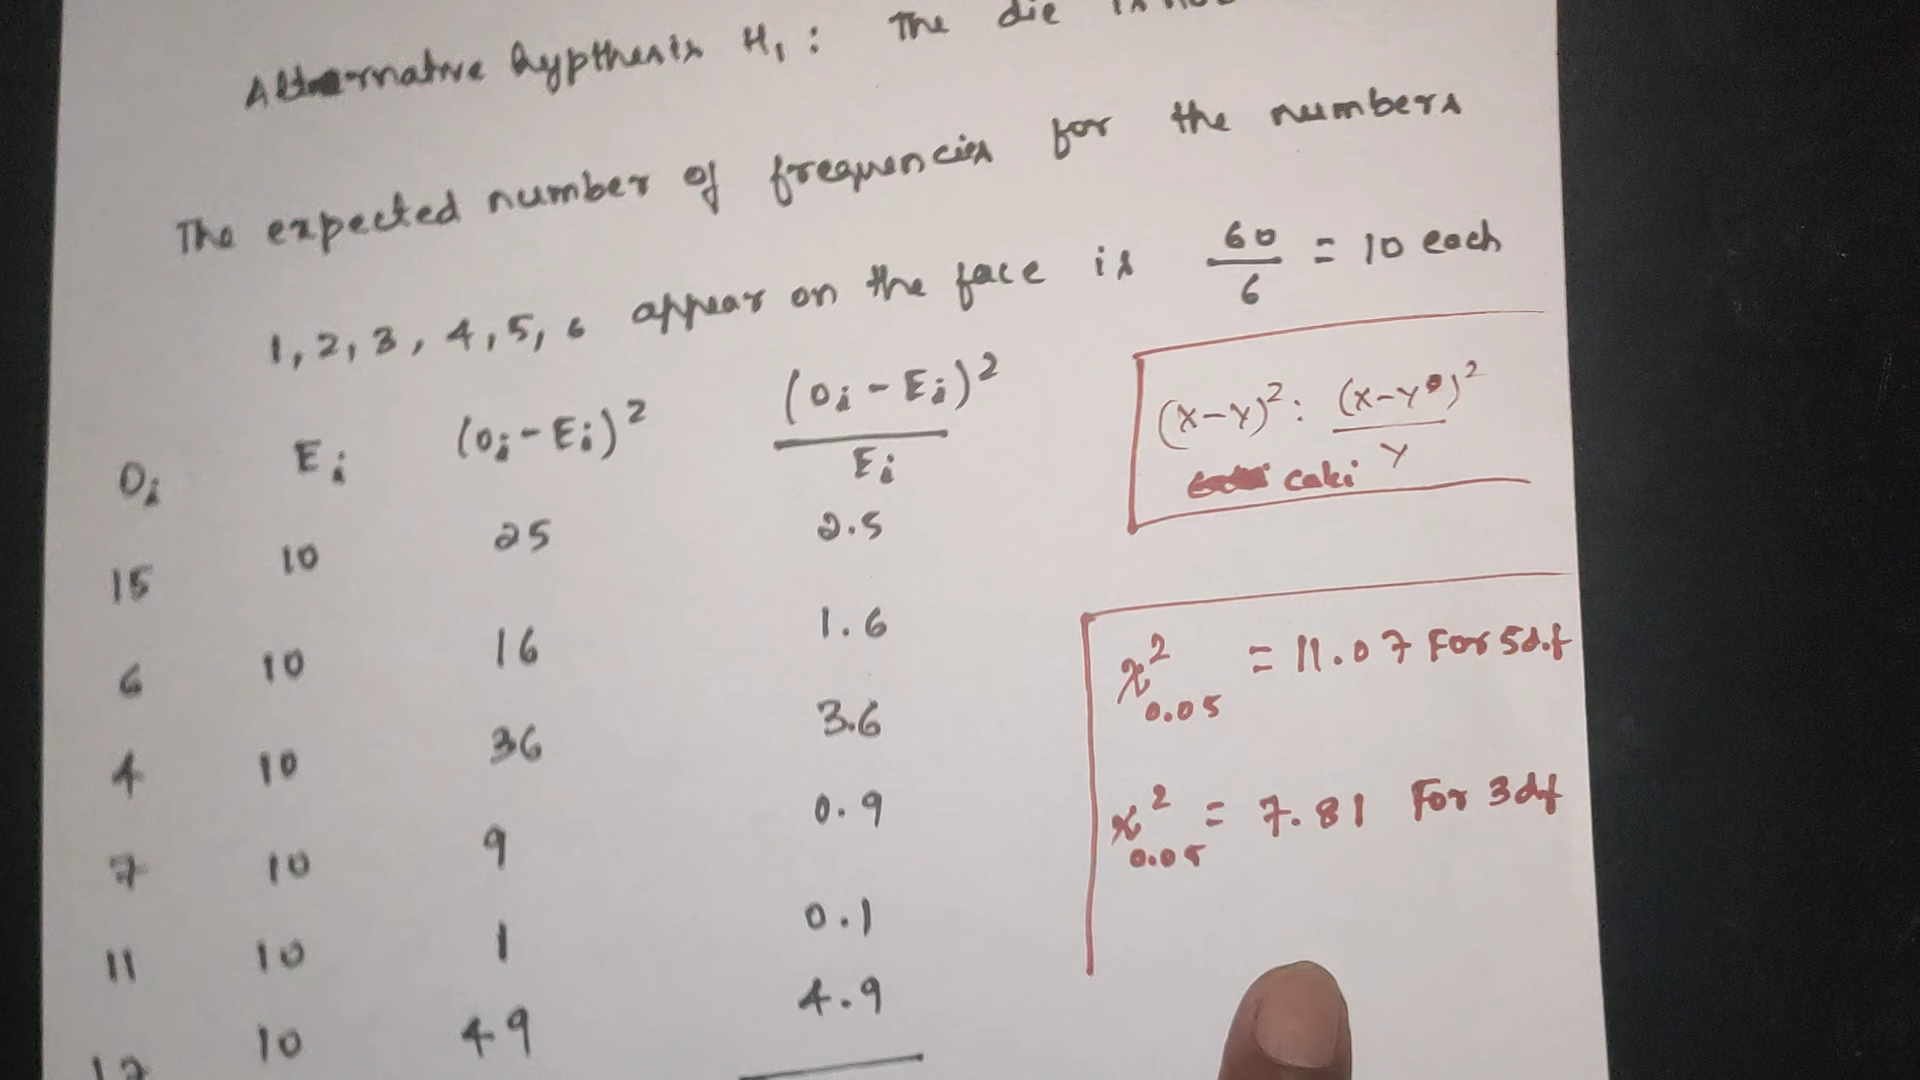 Alternative hypthesis H₁: The die is not
The expected number of frequencies for the numbers
1, 2, 3, 4, 5, 6 appear on the face is 60/6 = 10 each
Oᵢ Eᵢ (Oᵢ-Eᵢ)² (Oᵢ-Eᵢ)²/Eᵢ
15 10 25 2.5
6 10 16 1.6
4 10 36 3.6
7 10 9 0.9
11 10 1 0.1
17 10 49 4.9
(X-Y)²: (X-Y)²/Y
calci
χ²0.05 = 11.07 For 5d.f
χ²0.05 = 7.81 For 3df